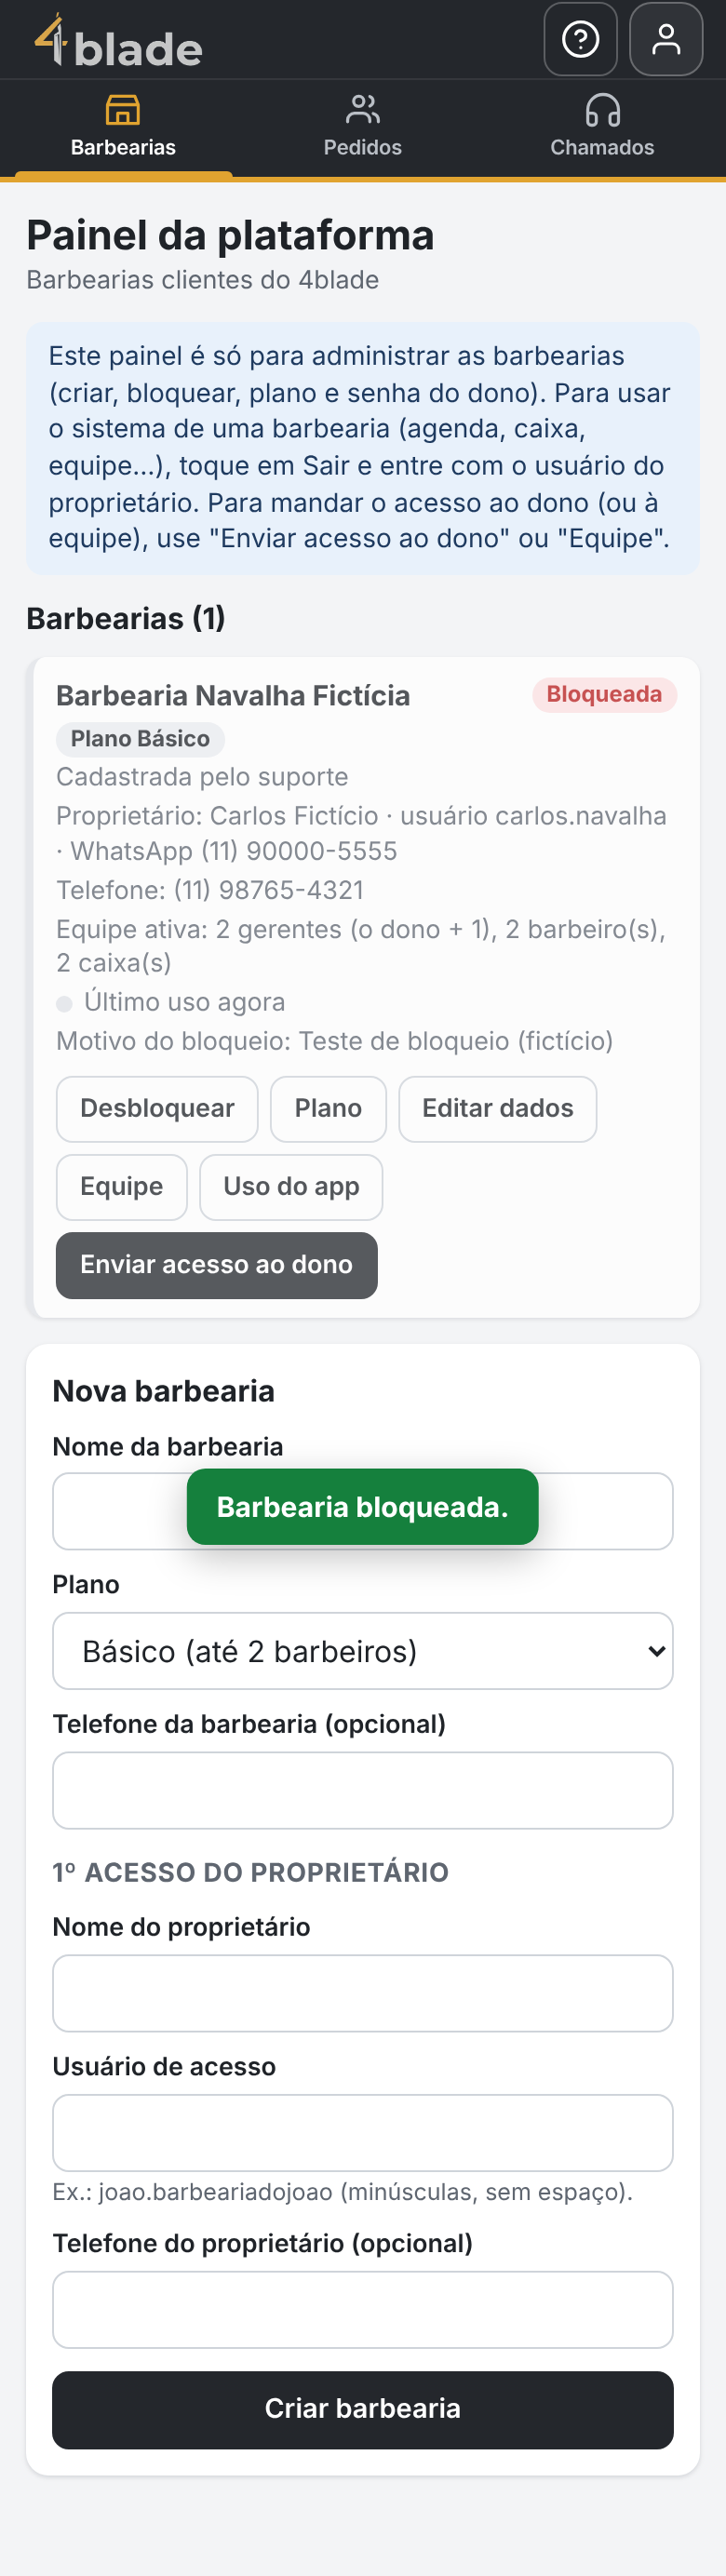 4blade
Barbearias
Pedidos
Chamados
Painel da plataforma
Barbearias clientes do 4blade
Este painel é só para administrar as barbearias
(criar, bloquear, plano e senha do dono). Para usar
o sistema de uma barbearia (agenda, caixa,
equipe...), toque em Sair e entre com o usuário do
proprietário. Para mandar o acesso ao dono (ou à
equipe), use "Enviar acesso ao dono" ou "Equipe".
Barbearias (1)
Barbearia Navalha Fictícia
Bloqueada
Plano Básico
Cadastrada pelo suporte
Proprietário: Carlos Fictício · usuário carlos.navalha
· WhatsApp (11) 90000-5555
Telefone: (11) 98765-4321
Equipe ativa: 2 gerentes (o dono + 1), 2 barbeiro(s),
2 caixa(s)
Último uso agora
Motivo do bloqueio: Teste de bloqueio (fictício)
Desbloquear
Plano
Editar dados
Equipe
Uso do app
Enviar acesso ao dono
Nova barbearia
Nome da barbearia
Barbearia bloqueada.
Plano
Básico (até 2 barbeiros)
Telefone da barbearia (opcional)
1º ACESSO DO PROPRIETÁRIO
Nome do proprietário
Usuário de acesso
Ex.: joao.barbeariadojoao (minúsculas, sem espaço).
Telefone do proprietário (opcional)
Criar barbearia